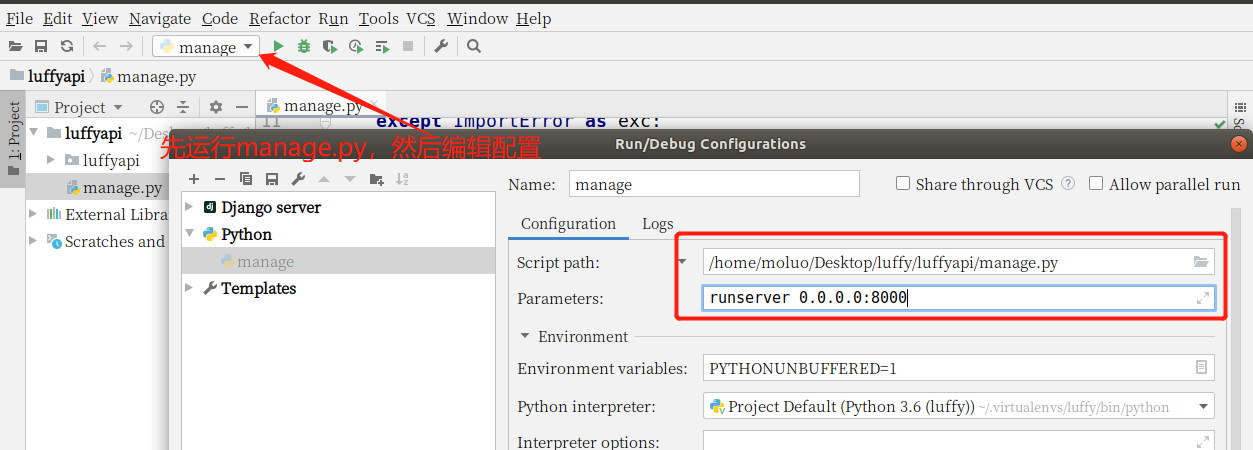 File Edit View Navigate Code Refactor Run Tools VCS Window Help
manage
luffyapi manage.py
1: Project
Project
manage.py
11 except ImportError as exc:
luffyapi ~/De
先运行manage.py，然后编辑配置
Run/Debug Configurations
luffyapi
manage.py
External Libra
Scratches and
Name: manage
Share through VCS ?
Allow parallel run
dj Django server
Python
manage
Templates
Configuration Logs
Script path: /home/moluo/Desktop/luffy/luffyapi/manage.py
Parameters: runserver 0.0.0.0:8000
Environment
Environment variables: PYTHONUNBUFFERED=1
Python interpreter: Project Default (Python 3.6 (luffy)) ~/.virtualenvs/luffy/bin/python
Interpreter options: